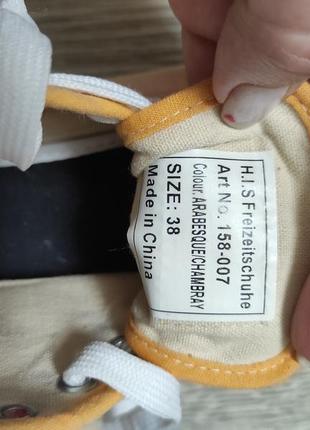 H.I.S Freizeitschuhe
Art No. 158-007
Colour. ARABESQUE/CHAMBRAY
SIZE: 38
Made in China